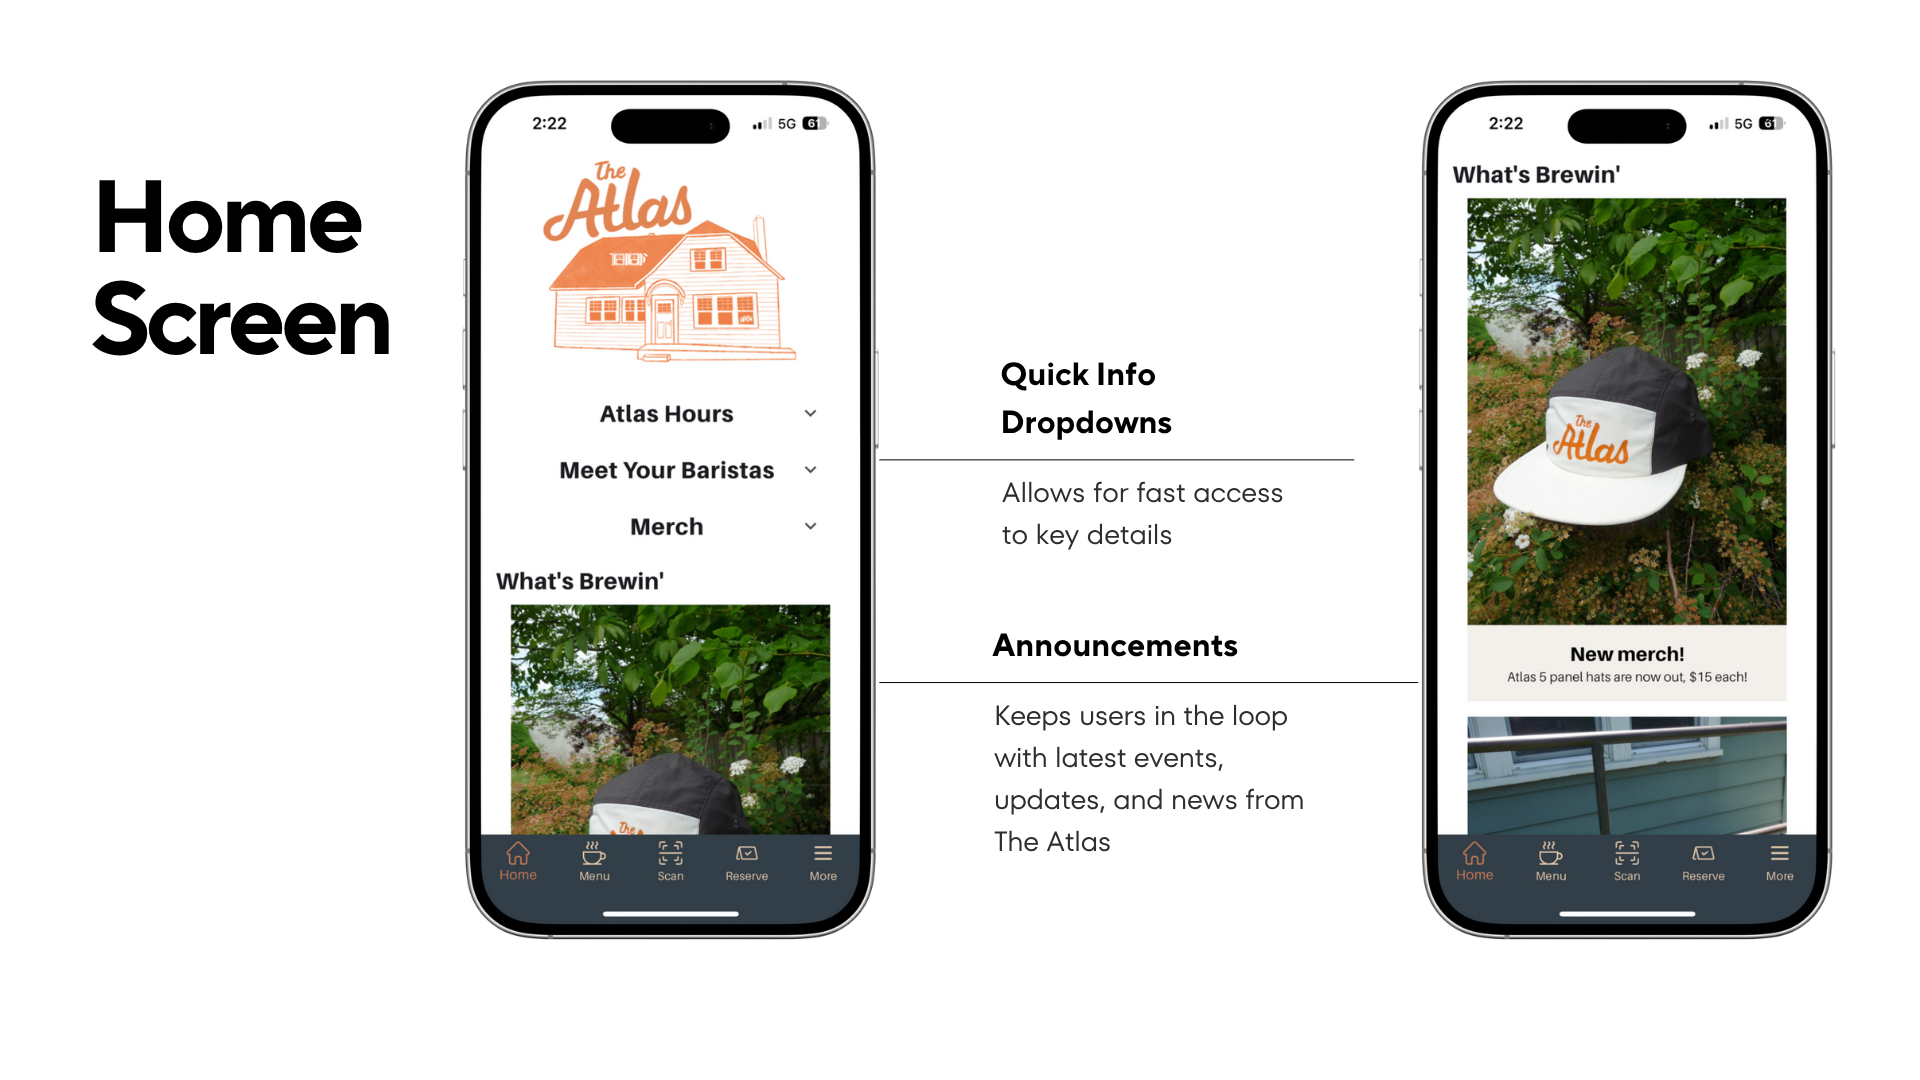 Home
Screen
2:22
5G 61
The
Atlas
Atlas Hours
Meet Your Baristas
Merch
What's Brewin'
The
Home
Menu
Scan
Reserve
More
Quick Info
Dropdowns
Allows for fast access
to key details
Announcements
Keeps users in the loop
with latest events,
updates, and news from
The Atlas
2:22
5G 61
What's Brewin'
The
Atlas
New merch!
Atlas 5 panel hats are now out, $15 each!
Home
Menu
Scan
Reserve
More